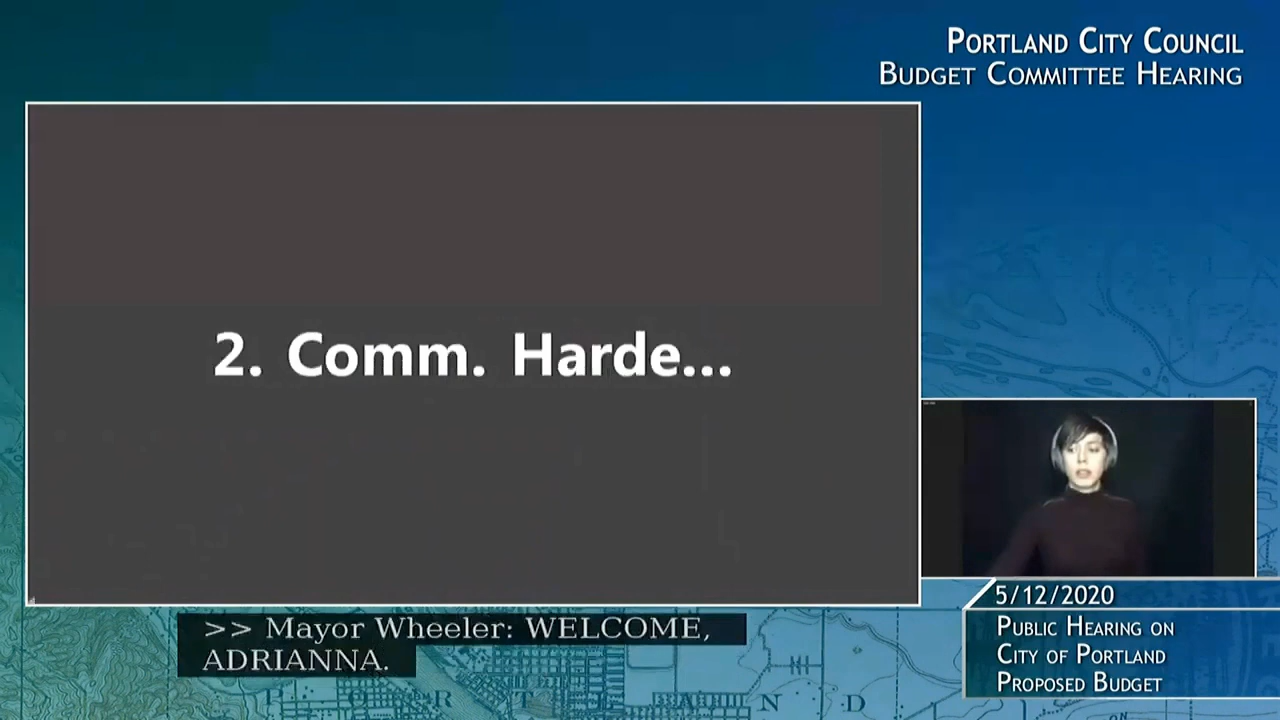 PORTLAND CITY COUNCIL
BUDGET COMMITTEE HEARING
2. Comm. Harde...
5/12/2020
PUBLIC HEARING ON
CITY OF PORTLAND
PROPOSED BUDGET
>> Mayor Wheeler: WELCOME,
ADRIANNA.
P O R T L A N D